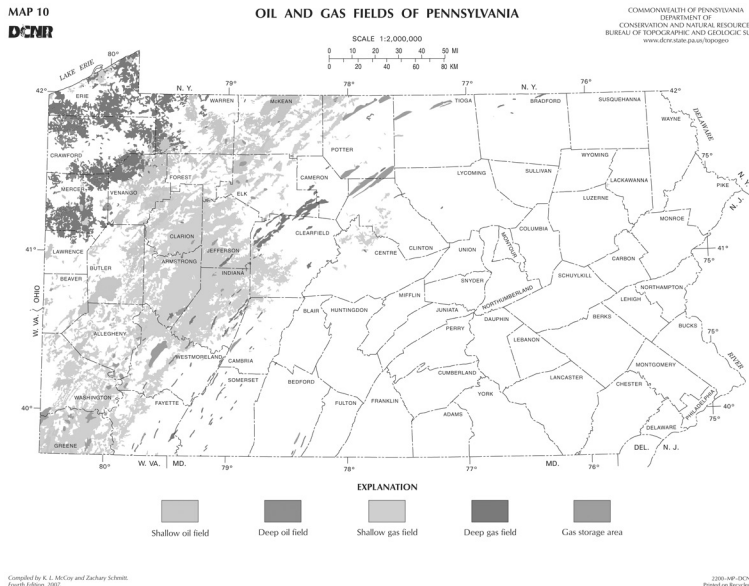 MAP 10
DCNR
OIL AND GAS FIELDS OF PENNSYLVANIA
COMMONWEALTH OF PENNSYLVANIA
DEPARTMENT OF
CONSERVATION AND NATURAL RESOURCE
BUREAU OF TOPOGRAPHIC AND GEOLOGIC SU
www.dcnr.state.pa.us/topogeo
SCALE 1:2,000,000
0 10 20 30 40 50 MI
0 20 40 60 80 KM
LAKE ERIE
80°
42°
N. Y.
79°
78°
77°
N. Y.
76°
42°
ERIE
WARREN
McKEAN
TIOGA
BRADFORD
SUSQUEHANNA
WAYNE
DELAWARE
CRAWFORD
POTTER
WYOMING
75°
MERCER
VENANGO
FOREST
ELK
CAMERON
LYCOMING
SULLIVAN
LACKAWANNA
LUZERNE
PIKE
N. Y.
N. J.
CLARION
JEFFERSON
CLEARFIELD
CLINTON
COLUMBIA
MONTOUR
MONROE
41°
LAWRENCE
BUTLER
ARMSTRONG
INDIANA
CENTRE
UNION
CARBON
41°
75°
BEAVER
SNYDER
NORTHUMBERLAND
SCHUYLKILL
NORTHAMPTON
LEHIGH
OHIO
W. VA.
ALLEGHENY
BLAIR
HUNTINGDON
MIFFLIN
JUNIATA
PERRY
DAUPHIN
LEBANON
BERKS
BUCKS
75°
RIVER
WESTMORELAND
CAMBRIA
SOMERSET
BEDFORD
CUMBERLAND
LANCASTER
MONTGOMERY
CHESTER
PHILADELPHIA
WASHINGTON
FAYETTE
FULTON
FRANKLIN
YORK
ADAMS
40°
40°
75°
DELAWARE
GREENE
80°
W. VA.
MD.
79°
78°
77°
MD.
76°
DEL.
N. J.
EXPLANATION
Shallow oil field
Deep oil field
Shallow gas field
Deep gas field
Gas storage area
Compiled by K. L. McCoy and Zachary Schmitt.
Fourth Edition, 2007